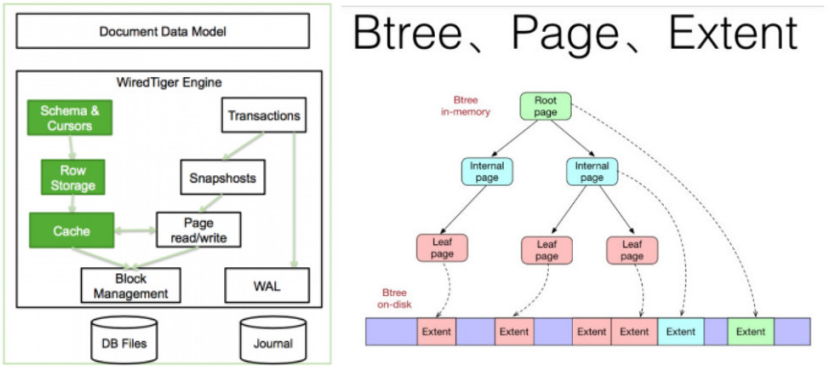 Document Data Model
WiredTiger Engine
Schema &
Cursors
Transactions
Row
Storage
Snapshosts
Cache
Page
read/write
Block
Management
WAL
DB Files
Journal
Btree、Page、Extent
Btree
in-memory
Root
page
Internal
page
Internal
page
Leaf
page
Leaf
page
Leaf
page
Btree
on-disk
Extent
Extent
Extent
Extent
Extent
Extent